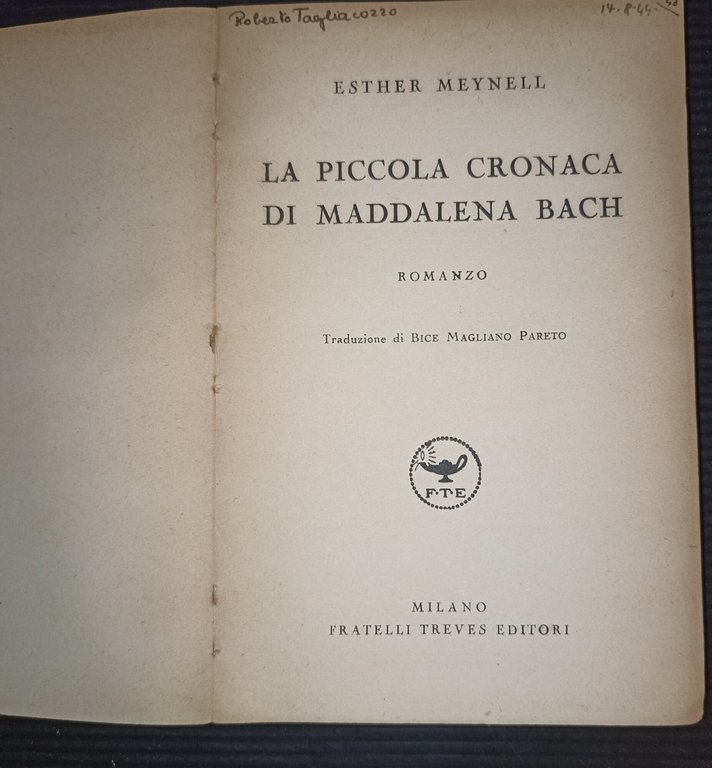 Roberto Tagliacozzo
14-8-44
ESTHER MEYNELL
LA PICCOLA CRONACA
DI MADDALENA BACH
ROMANZO
Traduzione di BICE MAGLIANO PARETO
F·T·E
MILANO
FRATELLI TREVES EDITORI